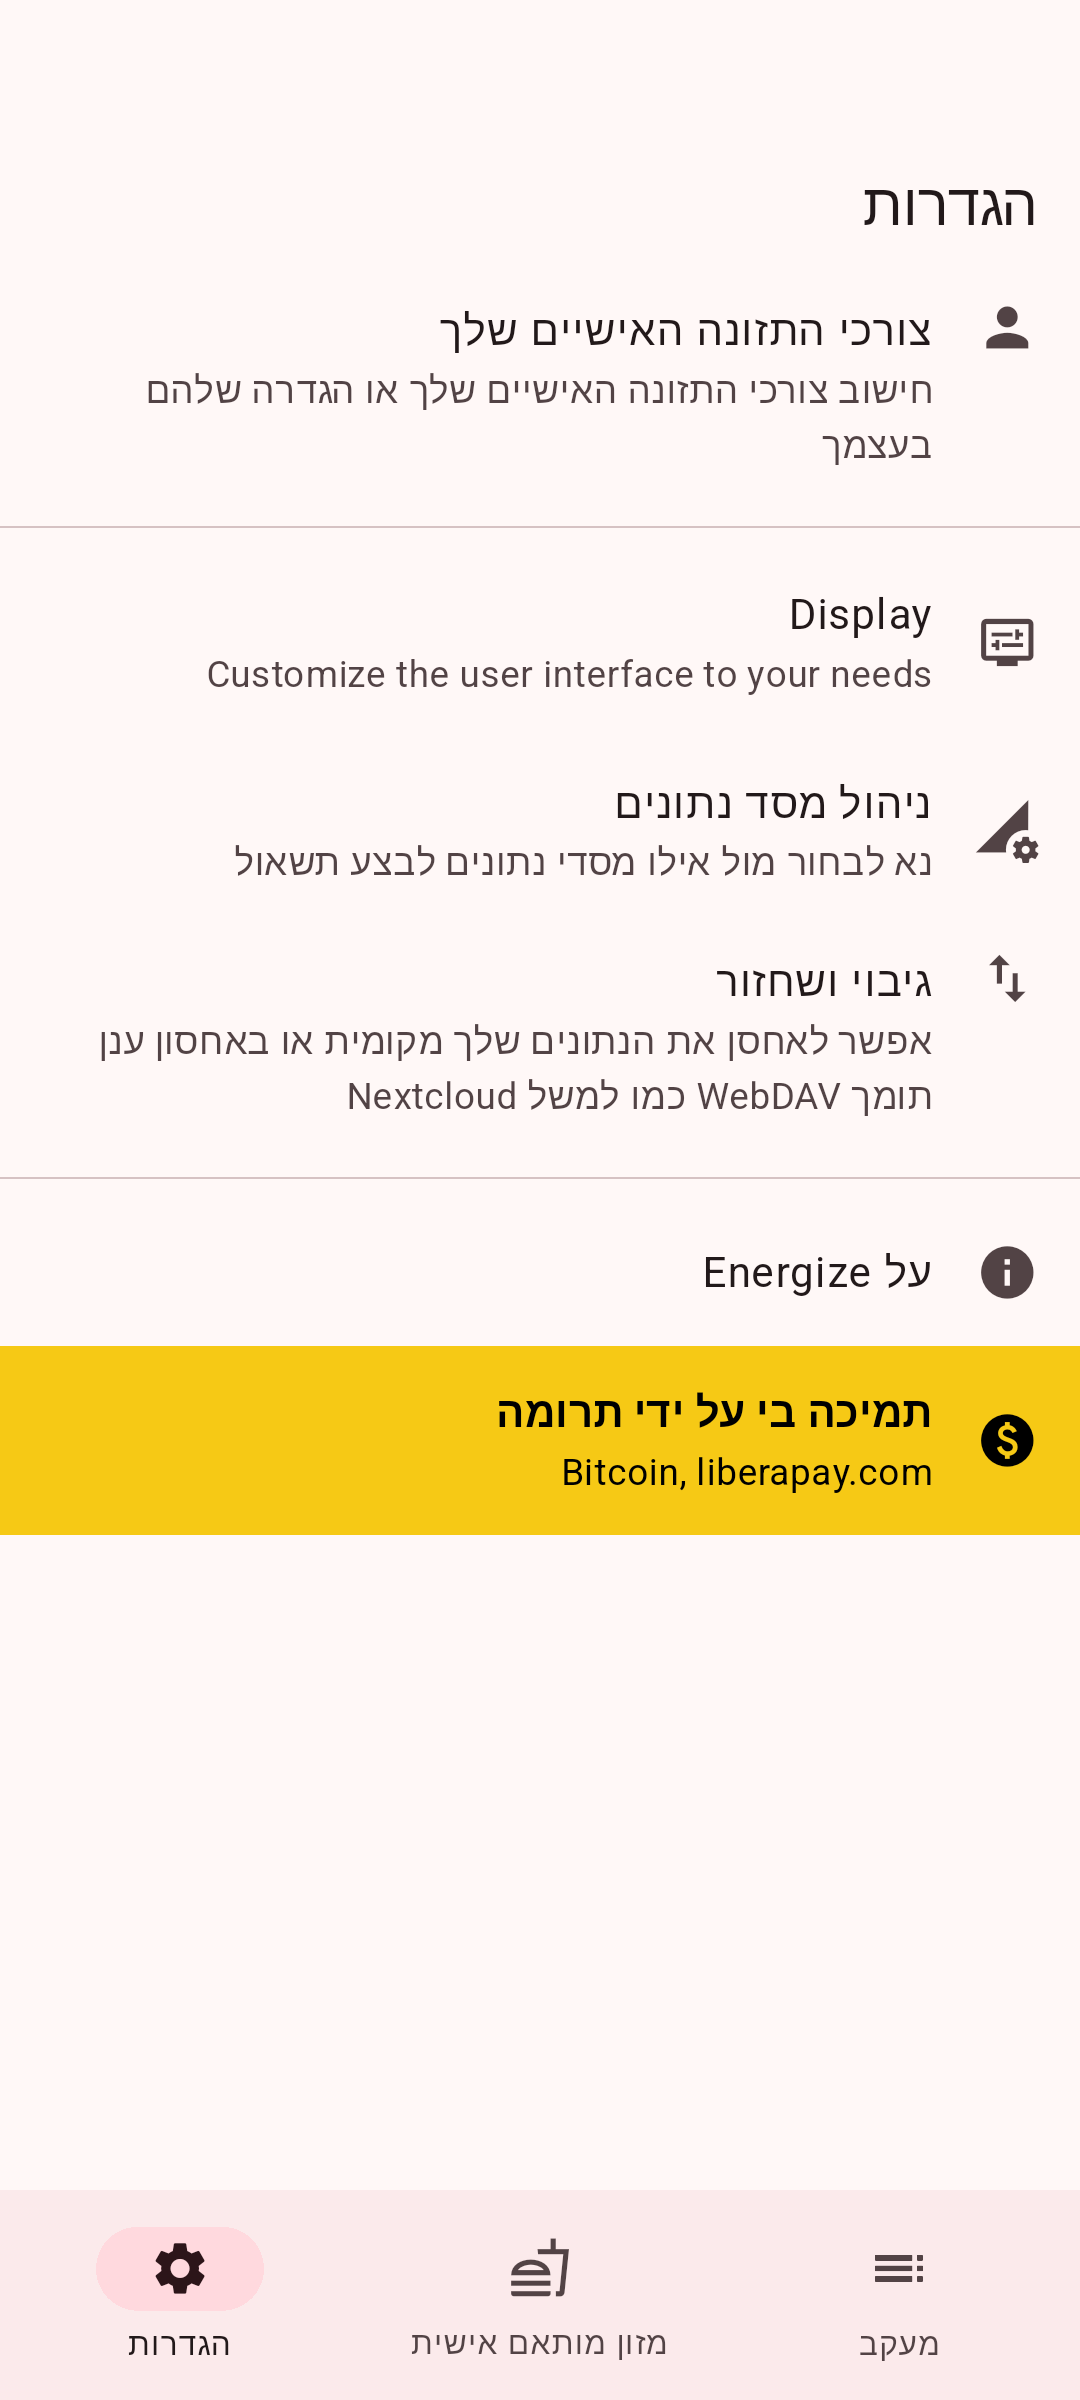 הגדרות
צורכי התזונה האישיים שלך
חישוב צורכי התזונה האישיים שלך או הגדרה שלהם
בעצמך
Display
Customize the user interface to your needs
ניהול מסד נתונים
נא לבחור מול אילו מסדי נתונים לבצע תשאול
גיבוי ושחזור
אפשר לאחסן את הנתונים שלך מקומית או באחסון ענן
תומך WebDAV כמו למשל Nextcloud
על Energize
תמיכה בי על ידי תרומה
Bitcoin, liberapay.com
מעקב
מזון מותאם אישית
הגדרות